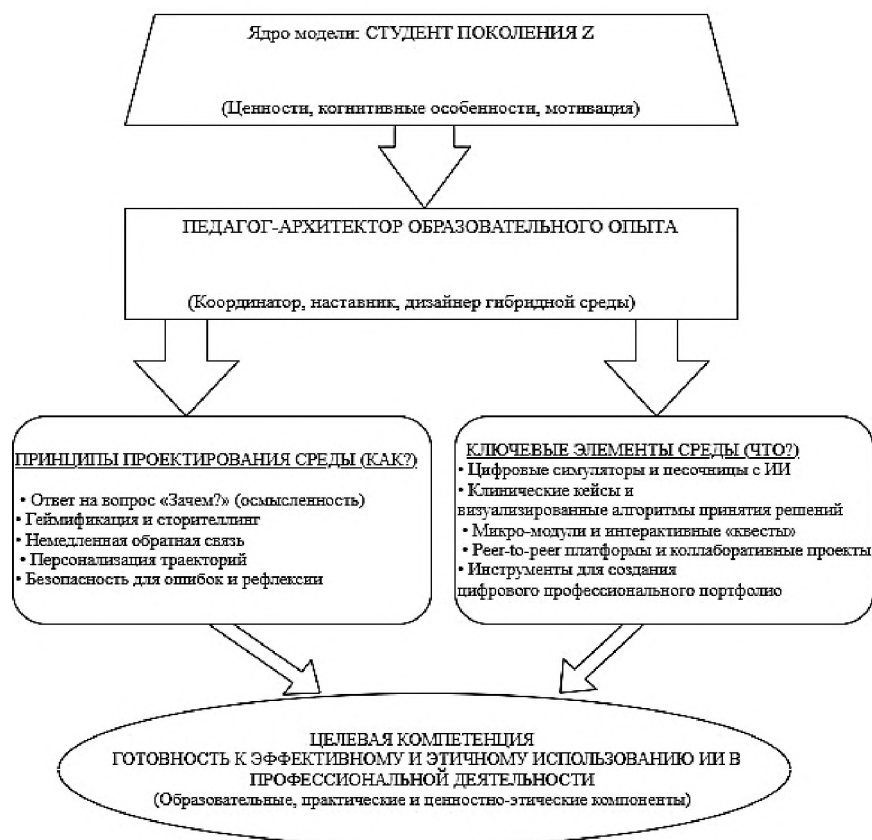 Ядро модели: СТУДЕНТ ПОКОЛЕНИЯ Z
(Ценности, когнитивные особенности, мотивация)
ПЕДАГОГ-АРХИТЕКТОР ОБРАЗОВАТЕЛЬНОГО ОПЫТА
(Координатор, наставник, дизайнер гибридной среды)
ПРИНЦИПЫ ПРОЕКТИРОВАНИЯ СРЕДЫ (КАК?)
• Ответ на вопрос «Зачем?» (осмысленность)
• Геймификация и сторителлинг
• Немедленная обратная связь
• Персонализация траекторий
• Безопасность для ошибок и рефлексии
КЛЮЧЕВЫЕ ЭЛЕМЕНТЫ СРЕДЫ (ЧТО?)
• Цифровые симуляторы и песочницы с ИИ
• Клинические кейсы и
визуализированные алгоритмы принятия решений
• Микро-модули и интерактивные «квесты»
• Peer-to-peer платформы и коллаборативные проекты
• Инструменты для создания
цифрового профессионального портфолио
ЦЕЛЕВАЯ КОМПЕТЕНЦИЯ
ГОТОВНОСТЬ К ЭФФЕКТИВНОМУ И ЭТИЧНОМУ ИСПОЛЬЗОВАНИЮ ИИ В
ПРОФЕССИОНАЛЬНОЙ ДЕЯТЕЛЬНОСТИ
(Образовательные, практические и ценностно-этические компоненты)